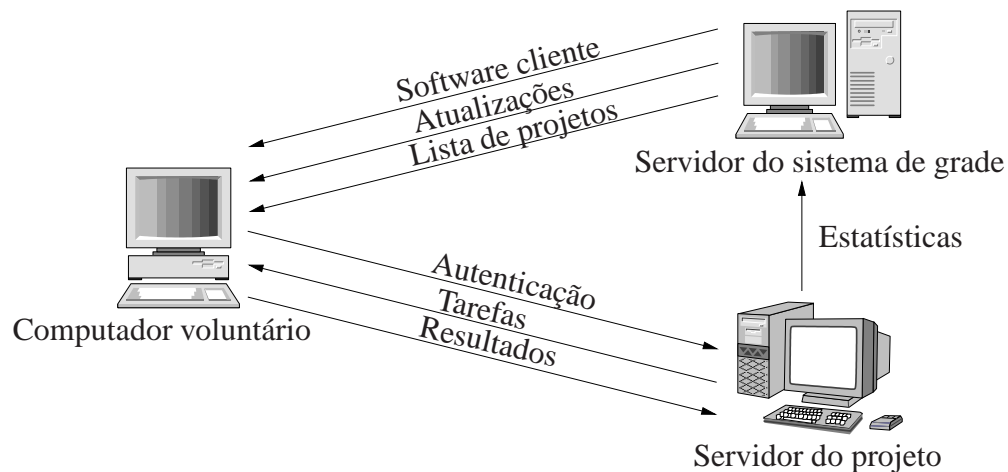 Software cliente
Atualizações
Lista de projetos
Servidor do sistema de grade
Estatísticas
Autenticação
Tarefas
Resultados
Computador voluntário
Servidor do projeto